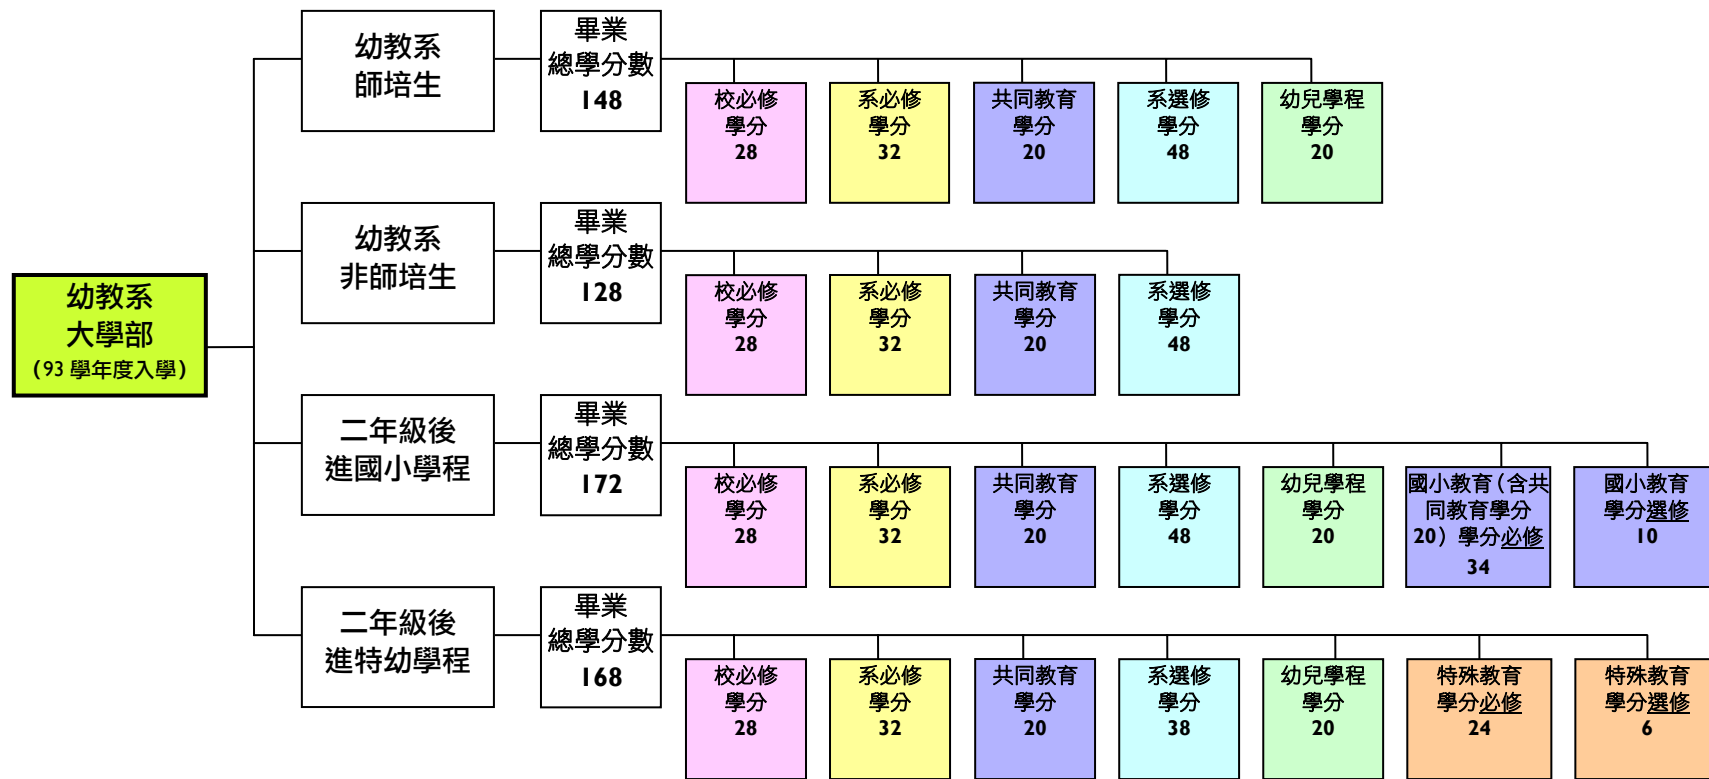 幼教系
大學部
(93 學年度入學)
幼教系
師培生
畢業
總學分數
148
校必修
學分
28
系必修
學分
32
共同教育
學分
20
系選修
學分
48
幼兒學程
學分
20
幼教系
非師培生
畢業
總學分數
128
校必修
學分
28
系必修
學分
32
共同教育
學分
20
系選修
學分
48
二年級後
進國小學程
畢業
總學分數
172
校必修
學分
28
系必修
學分
32
共同教育
學分
20
系選修
學分
48
幼兒學程
學分
20
國小教育(含共
同教育學分
20) 學分必修
34
國小教育
學分選修
10
二年級後
進特幼學程
畢業
總學分數
168
校必修
學分
28
系必修
學分
32
共同教育
學分
20
系選修
學分
38
幼兒學程
學分
20
特殊教育
學分必修
24
特殊教育
學分選修
6